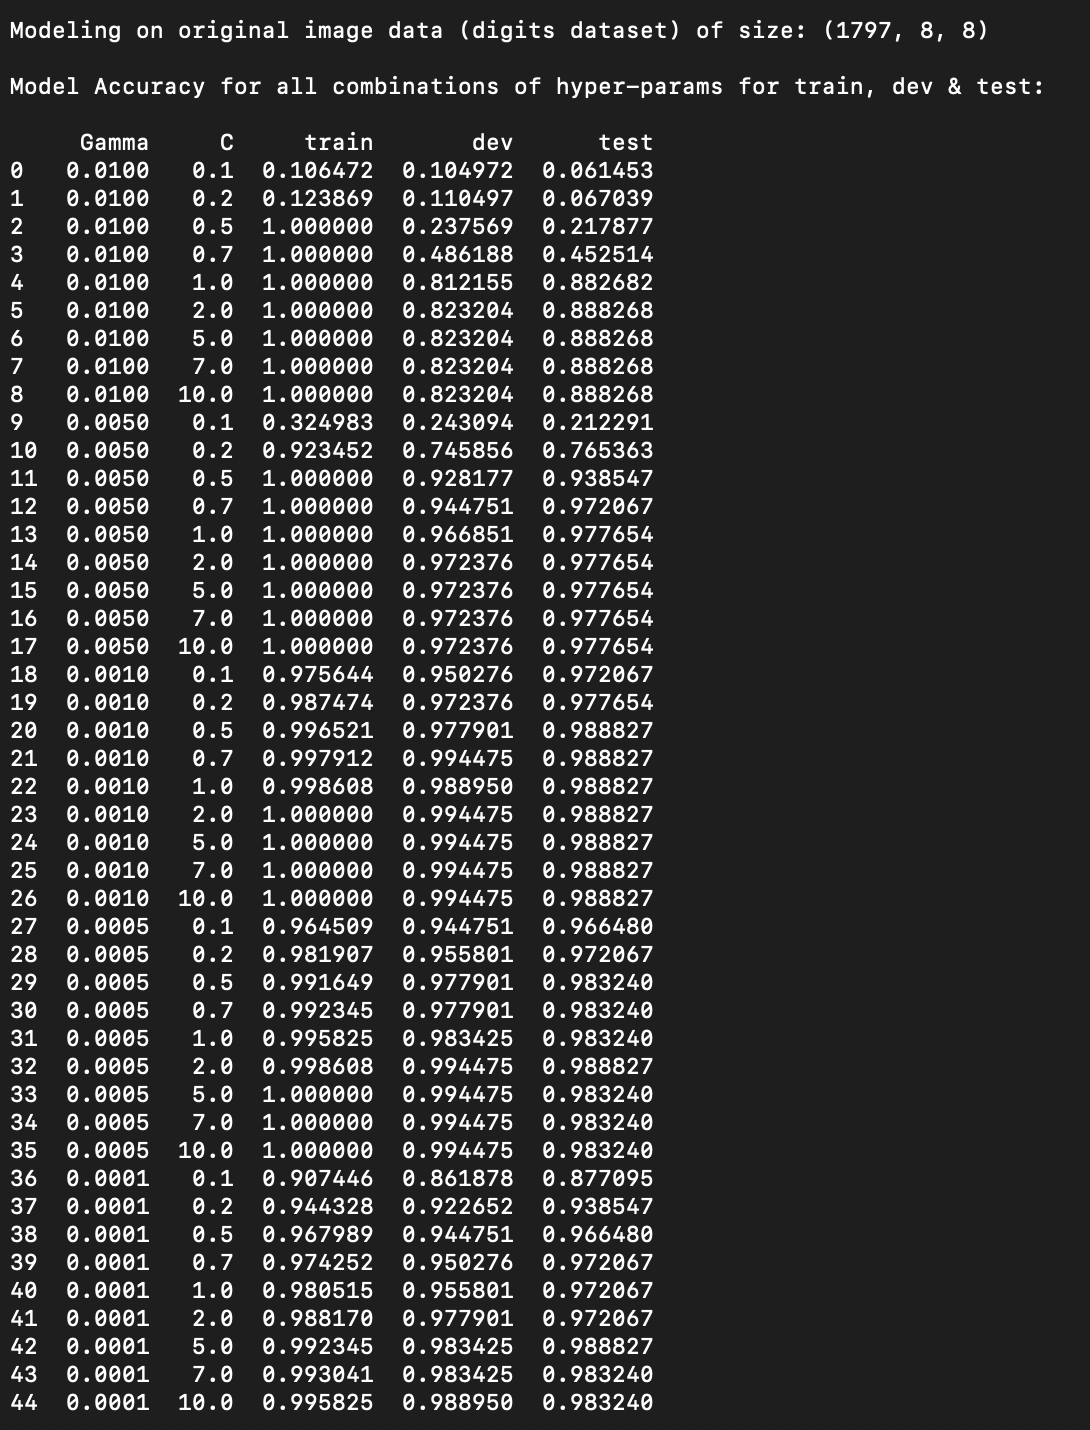 Modeling on original image data (digits dataset) of size: (1797, 8, 8)
Model Accuracy for all combinations of hyper-params for train, dev & test:
Gamma C train dev test
0 0.0100 0.1 0.106472 0.104972 0.061453
1 0.0100 0.2 0.123869 0.110497 0.067039
2 0.0100 0.5 1.000000 0.237569 0.217877
3 0.0100 0.7 1.000000 0.486188 0.452514
4 0.0100 1.0 1.000000 0.812155 0.882682
5 0.0100 2.0 1.000000 0.823204 0.888268
6 0.0100 5.0 1.000000 0.823204 0.888268
7 0.0100 7.0 1.000000 0.823204 0.888268
8 0.0100 10.0 1.000000 0.823204 0.888268
9 0.0050 0.1 0.324983 0.243094 0.212291
10 0.0050 0.2 0.923452 0.745856 0.765363
11 0.0050 0.5 1.000000 0.928177 0.938547
12 0.0050 0.7 1.000000 0.944751 0.972067
13 0.0050 1.0 1.000000 0.966851 0.977654
14 0.0050 2.0 1.000000 0.972376 0.977654
15 0.0050 5.0 1.000000 0.972376 0.977654
16 0.0050 7.0 1.000000 0.972376 0.977654
17 0.0050 10.0 1.000000 0.972376 0.977654
18 0.0010 0.1 0.975644 0.950276 0.972067
19 0.0010 0.2 0.987474 0.972376 0.977654
20 0.0010 0.5 0.996521 0.977901 0.988827
21 0.0010 0.7 0.997912 0.994475 0.988827
22 0.0010 1.0 0.998608 0.988950 0.988827
23 0.0010 2.0 1.000000 0.994475 0.988827
24 0.0010 5.0 1.000000 0.994475 0.988827
25 0.0010 7.0 1.000000 0.994475 0.988827
26 0.0010 10.0 1.000000 0.994475 0.988827
27 0.0005 0.1 0.964509 0.944751 0.966480
28 0.0005 0.2 0.981907 0.955801 0.972067
29 0.0005 0.5 0.991649 0.977901 0.983240
30 0.0005 0.7 0.992345 0.977901 0.983240
31 0.0005 1.0 0.995825 0.983425 0.983240
32 0.0005 2.0 0.998608 0.994475 0.988827
33 0.0005 5.0 1.000000 0.994475 0.983240
34 0.0005 7.0 1.000000 0.994475 0.983240
35 0.0005 10.0 1.000000 0.994475 0.983240
36 0.0001 0.1 0.907446 0.861878 0.877095
37 0.0001 0.2 0.944328 0.922652 0.938547
38 0.0001 0.5 0.967989 0.944751 0.966480
39 0.0001 0.7 0.974252 0.950276 0.972067
40 0.0001 1.0 0.980515 0.955801 0.972067
41 0.0001 2.0 0.988170 0.977901 0.972067
42 0.0001 5.0 0.992345 0.983425 0.988827
43 0.0001 7.0 0.993041 0.983425 0.983240
44 0.0001 10.0 0.995825 0.988950 0.983240